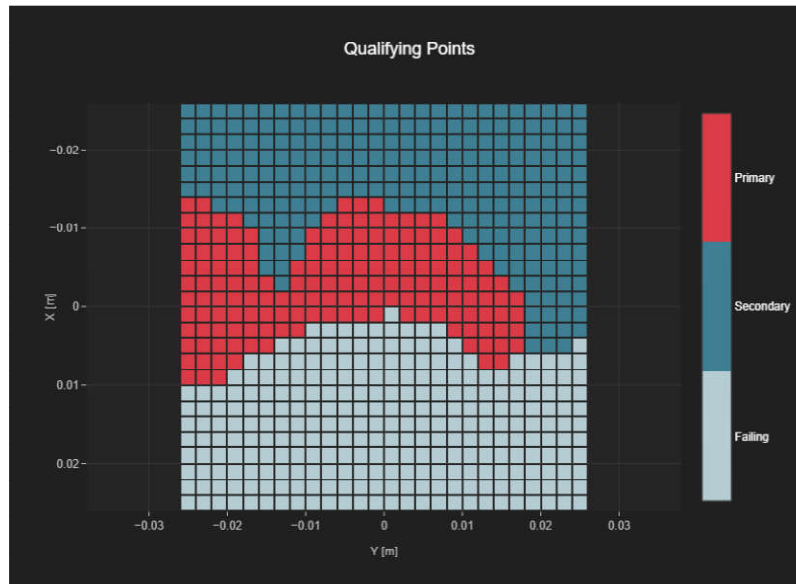 Qualifying Points
Primary
Secondary
Failing
X [m]
−0.02
−0.01
0
0.01
0.02
−0.03
−0.02
−0.01
0
0.01
0.02
0.03
Y [m]